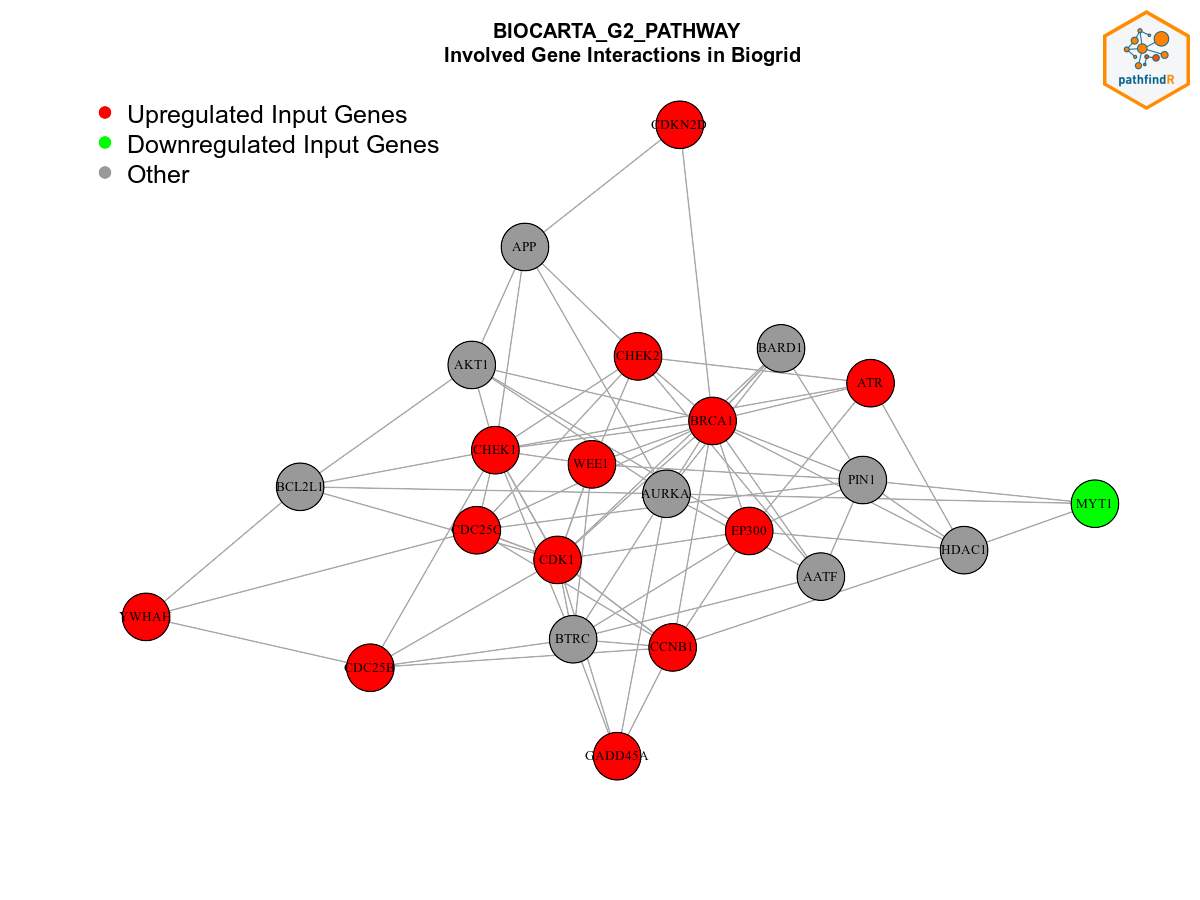 BIOCARTA_G2_PATHWAY
Involved Gene Interactions in Biogrid
pathfindR
Upregulated Input Genes
Downregulated Input Genes
Other
CDKN2D
APP
BARD1
CHEK2
AKT1
ATR
BRCA1
CHEK1
WEE1
PIN1
BCL2L1
AURKA
MYT1
CDC25C
EP300
HDAC1
CDK1
AATF
YWHAH
BTRC
CCNB1
CDC25B
GADD45A